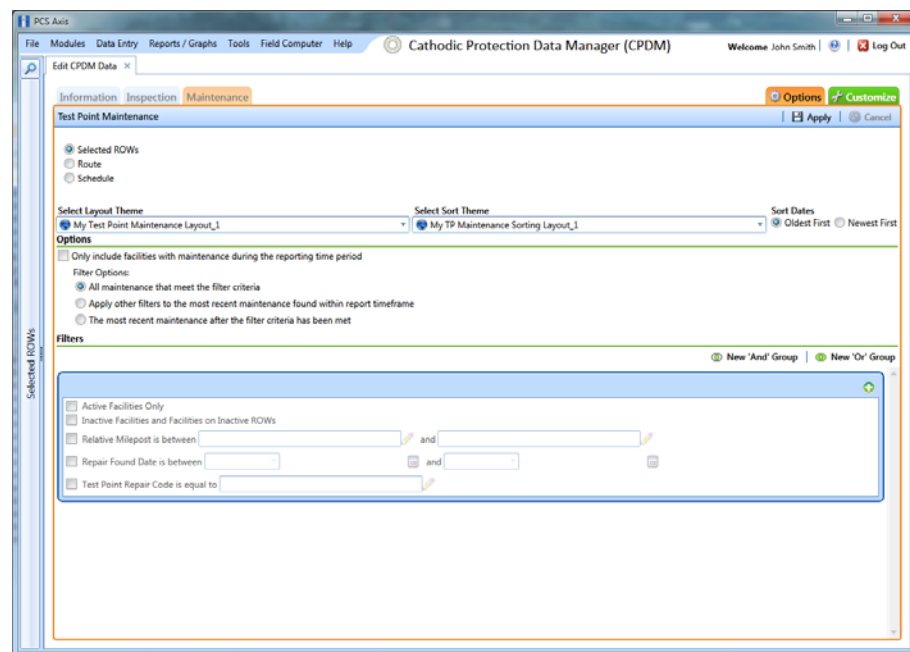 PCS Axis
File Modules Data Entry Reports / Graphs Tools Field Computer Help Cathodic Protection Data Manager (CPDM) Welcome John Smith Log Out
Edit CPDM Data ×
Information Inspection Maintenance Options Customize
Test Point Maintenance Apply Cancel
Selected ROWs
Route
Schedule
Select Layout Theme Select Sort Theme Sort Dates
My Test Point Maintenance Layout_1 My TP Maintenance Sorting Layout_1 Oldest First Newest First
Options
Only include facilities with maintenance during the reporting time period
Filter Options:
All maintenance that meet the filter criteria
Apply other filters to the most recent maintenance found within report timeframe
The most recent maintenance after the filter criteria has been met
Filters
Selected ROWs
New 'And' Group New 'Or' Group
Active Facilities Only
Inactive Facilities and Facilities on Inactive ROWs
Relative Milepost is between and
Repair Found Date is between and
Test Point Repair Code is equal to